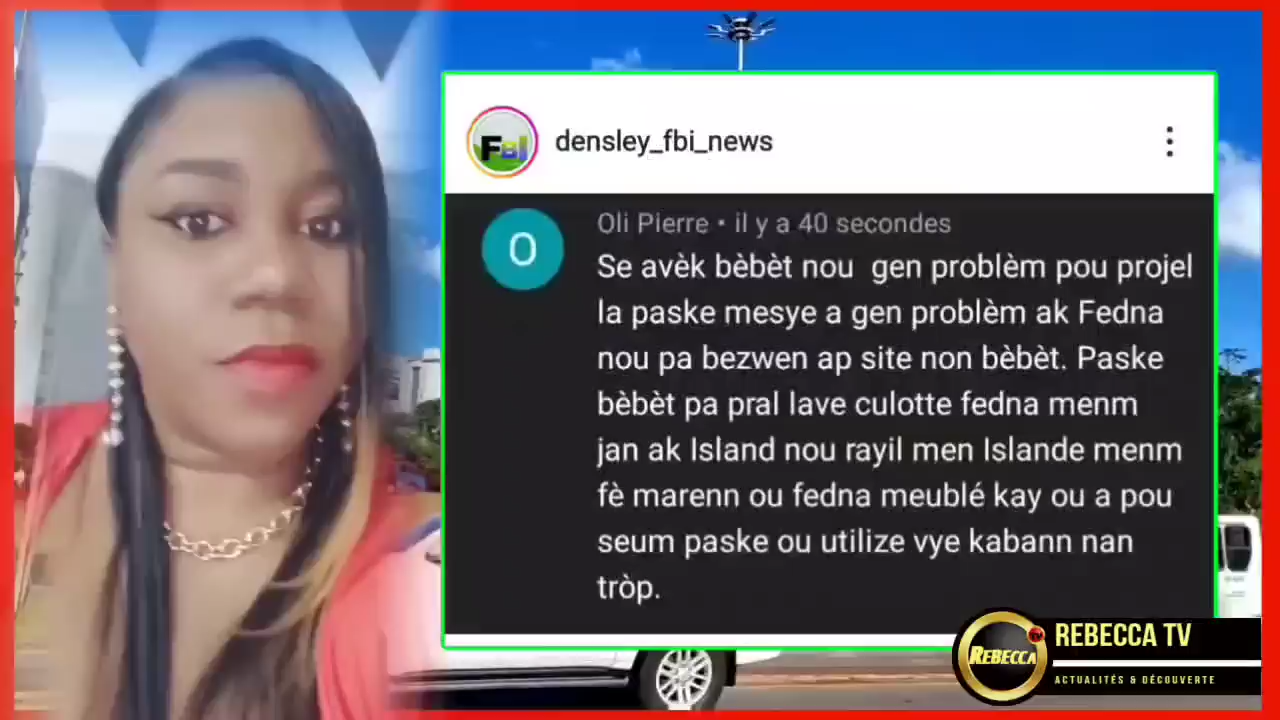 densley_fbi_news
FBI
O
Oli Pierre • il y a 40 secondes
Se avèk bèbèt nou gen problèm pou projel
la paske mesye a gen problèm ak Fedna
nou pa bezwen ap site non bèbèt. Paske
bèbèt pa pral lave culotte fedna menm
jan ak Island nou rayil men Islande menm
fè marenn ou fedna meublé kay ou a pou
seum paske ou utilize vye kabann nan
tròp.
REBECCA TV
REBECCA TV
ACTUALITÉS & DÉCOUVERTE